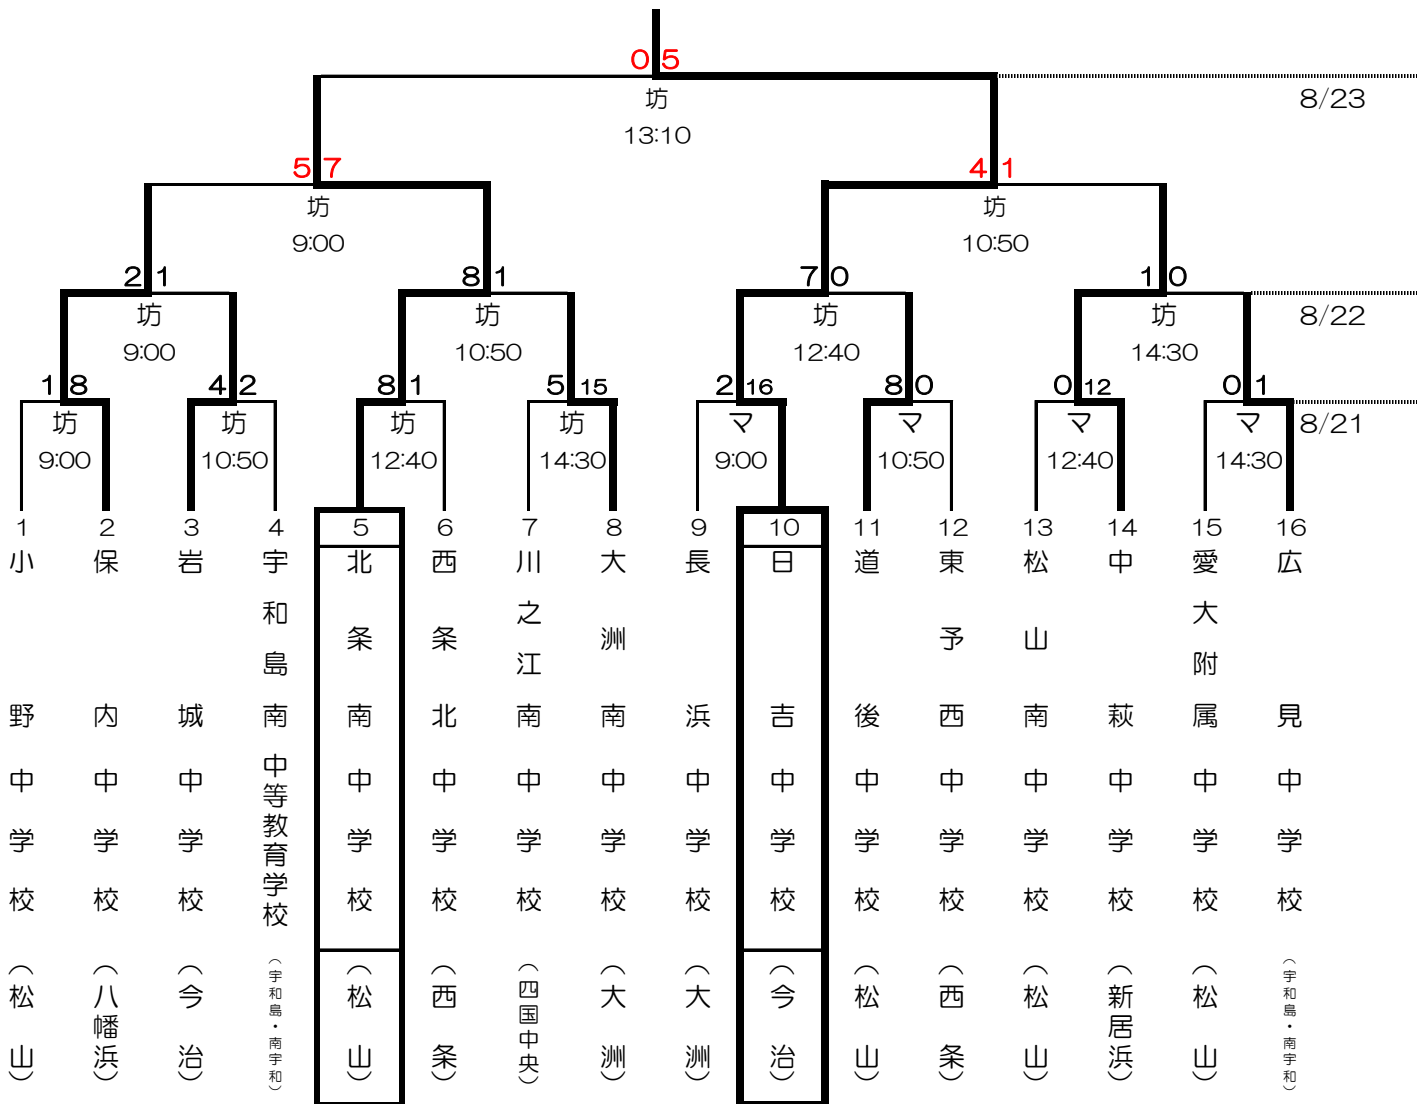 0 5
坊
8/23
13:10
5 7
4 1
坊
坊
9:00
10:50
2 1
8 1
7 0
1 0
坊
坊
坊
坊
8/22
9:00
10:50
12:40
14:30
1 8
4 2
8 1
5 15
2 16
8 0
0 12
0 1
坊
坊
坊
坊
マ
マ
マ
マ
8/21
9:00
10:50
12:40
14:30
9:00
10:50
12:40
14:30
1
小野中学校
(松山)
2
保内中学校
(八幡浜)
3
岩城中学校
(今治)
4
宇和島南中等教育学校
(宇和島・南宇和)
5
北条南中学校
(松山)
6
西条北中学校
(西条)
7
川之江南中学校
(四国中央)
8
大洲南中学校
(大洲)
9
長浜中学校
(大洲)
10
日吉中学校
(今治)
11
道後中学校
(松山)
12
東予西中学校
(西条)
13
松山南中学校
(松山)
14
中萩中学校
(新居浜)
15
愛大附属中学校
(松山)
16
広見中学校
(宇和島・南宇和)